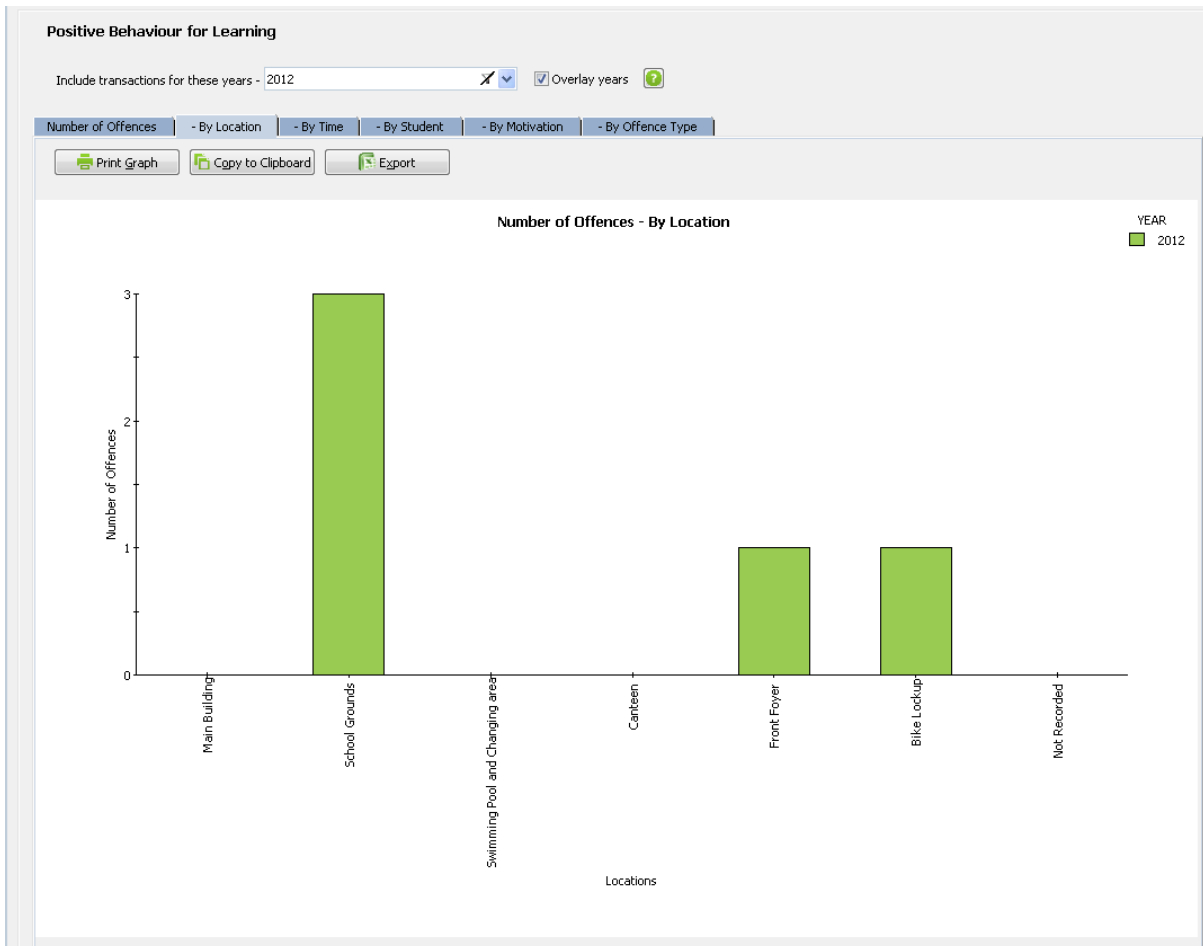 Positive Behaviour for Learning
Include transactions for these years - 2012 Overlay years ?
Number of Offences - By Location - By Time - By Student - By Motivation - By Offence Type
Print Graph Copy to Clipboard Export
Number of Offences - By Location
YEAR
2012
3
2
1
0
Number of Offences
Main Building
School Grounds
Swimming Pool and Changing area
Canteen
Front Foyer
Bike Lockup
Not Recorded
Locations